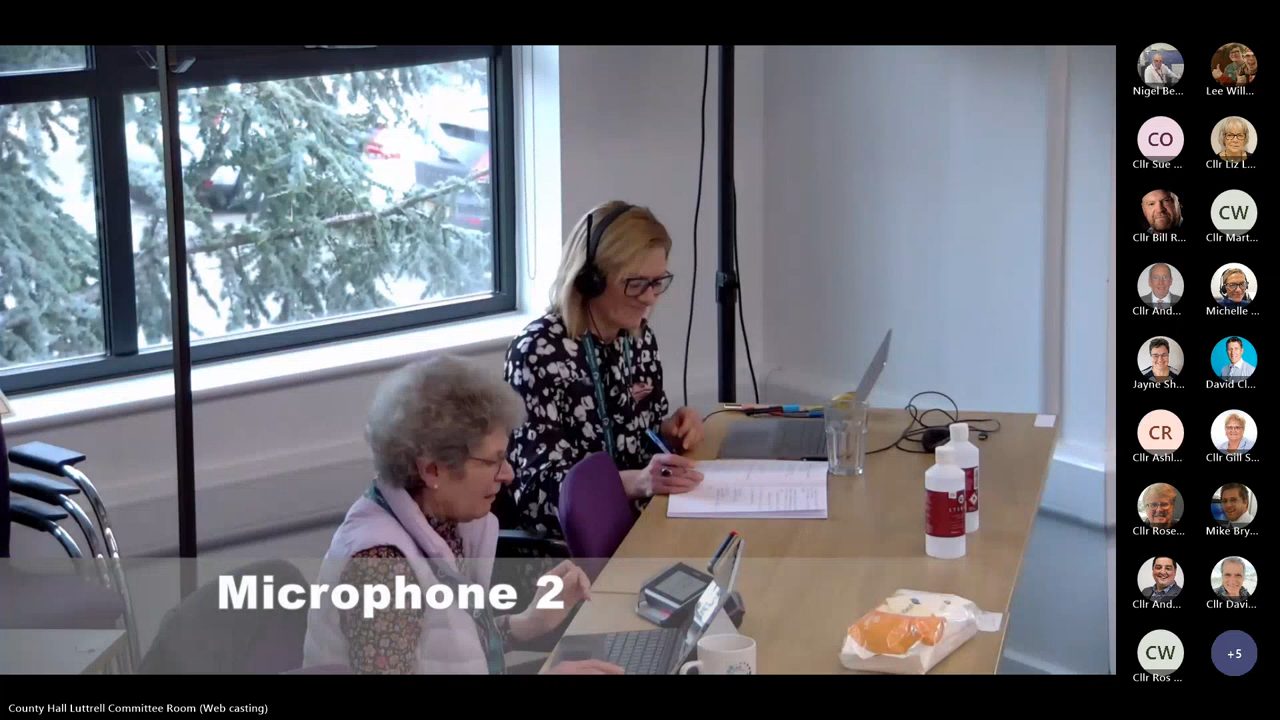 Nigel Be...
Lee Will...
CO
Cllr Sue ...
Cllr Liz L...
Cllr Bill R...
CW
Cllr Mart...
Cllr And...
Michelle ...
Jayne Sh...
David Cl...
CR
Cllr Ashl...
Cllr Gill S...
Cllr Rose...
Mike Bry...
Cllr And...
Cllr Davi...
CW
Cllr Ros ...
+5
Microphone 2
County Hall Luttrell Committee Room (Web casting)